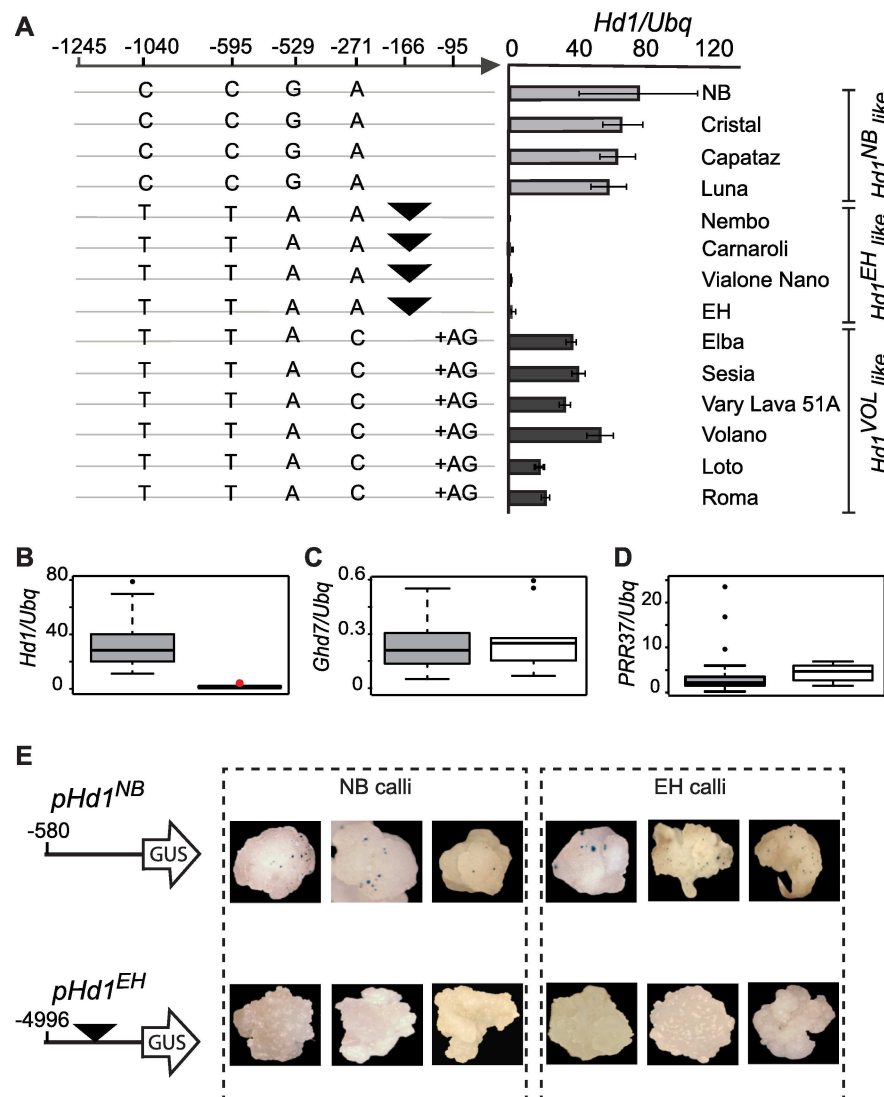 A
Hd1/Ubq
-1245 -1040 -595 -529 -271 -166 -95
0 40 80 120
C C G A NB
C C G A Cristal
C C G A Capataz
C C G A Luna
Hd1NB like
T T A A Nembo
T T A A Carnaroli
T T A A Vialone Nano
T T A A EH
Hd1EH like
T T A C +AG Elba
T T A C +AG Sesia
T T A C +AG Vary Lava 51A
T T A C +AG Volano
T T A C +AG Loto
T T A C +AG Roma
Hd1VOL like
B
Hd1/Ubq
80
40
0
C
Ghd7/Ubq
0.6
0.3
0
D
PRR37/Ubq
20
10
0
E
NB calli
EH calli
pHd1NB
-580
GUS
pHd1EH
-4996
GUS